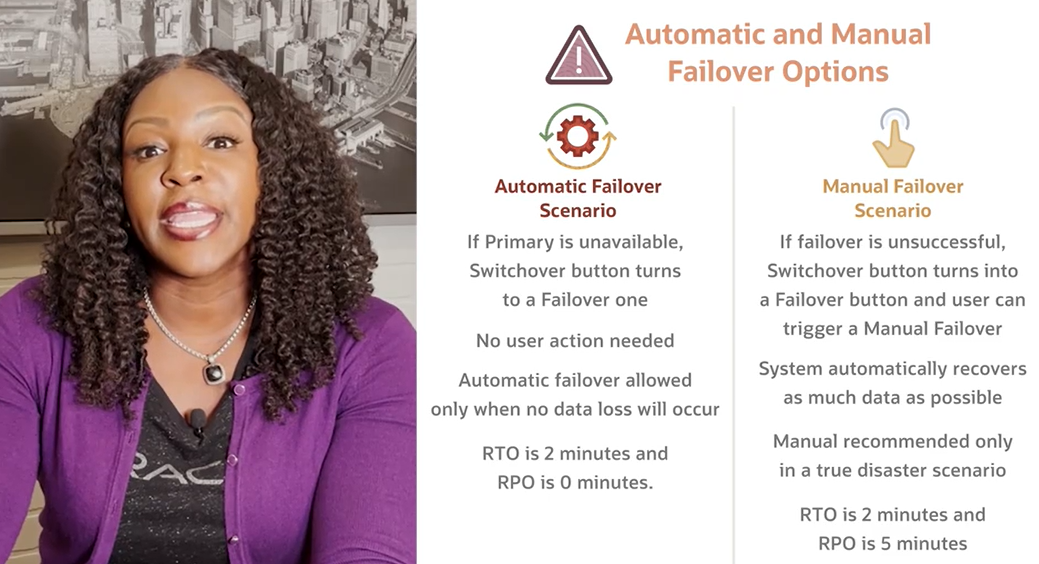 Automatic and Manual
Failover Options
Automatic Failover
Scenario
If Primary is unavailable,
Switchover button turns
to a Failover one
No user action needed
Automatic failover allowed
only when no data loss will occur
RTO is 2 minutes and
RPO is 0 minutes.
Manual Failover
Scenario
If failover is unsuccessful,
Switchover button turns into
a Failover button and user can
trigger a Manual Failover
System automatically recovers
as much data as possible
Manual recommended only
in a true disaster scenario
RTO is 2 minutes and
RPO is 5 minutes
RAC